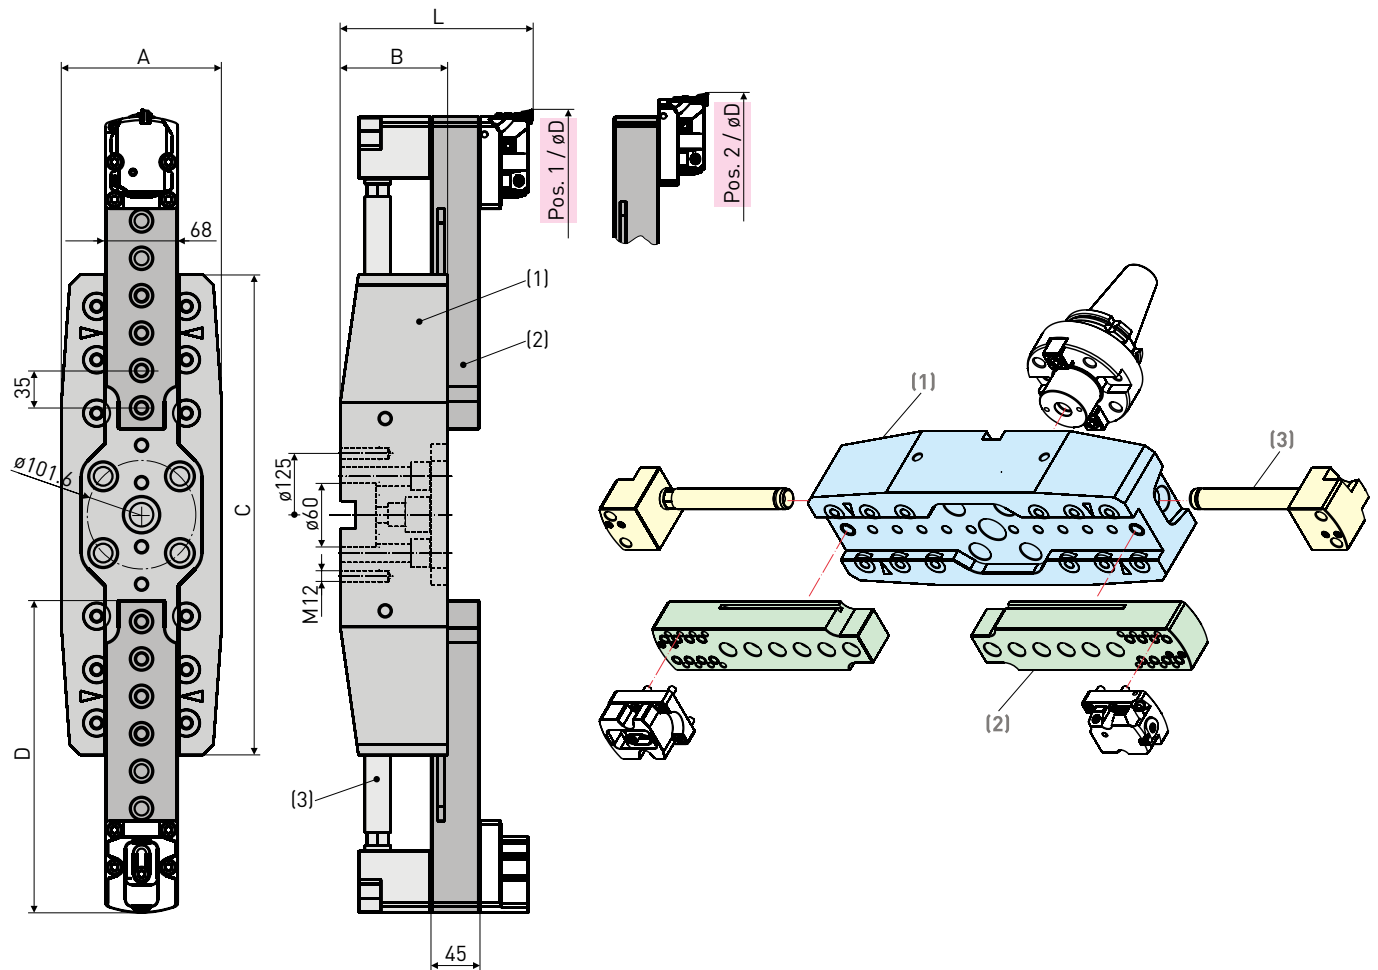 L
A
B
Pos. 1 / øD
Pos. 2 / øD
68
(1)
(2)
35
ø101.6
ø125
ø60
C
M12
D
(3)
45
(1)
(3)
(2)